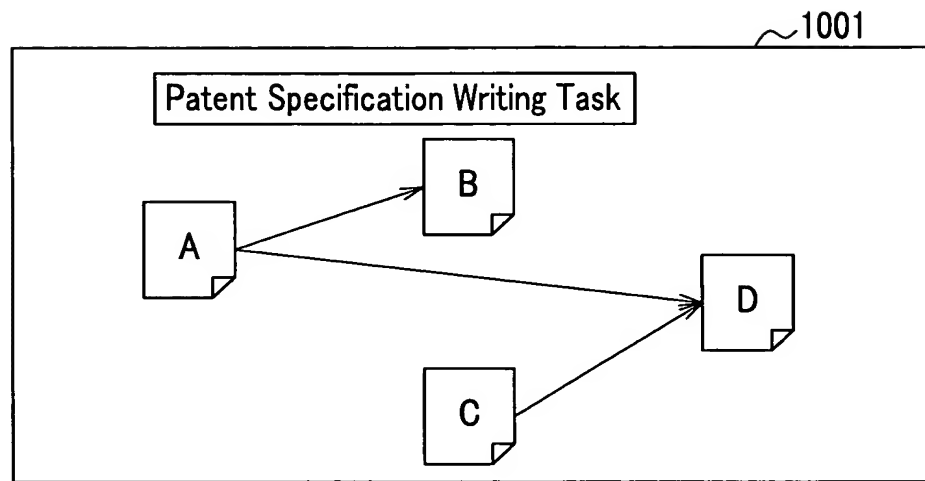 1001
Patent Specification Writing Task
B
A
D
C